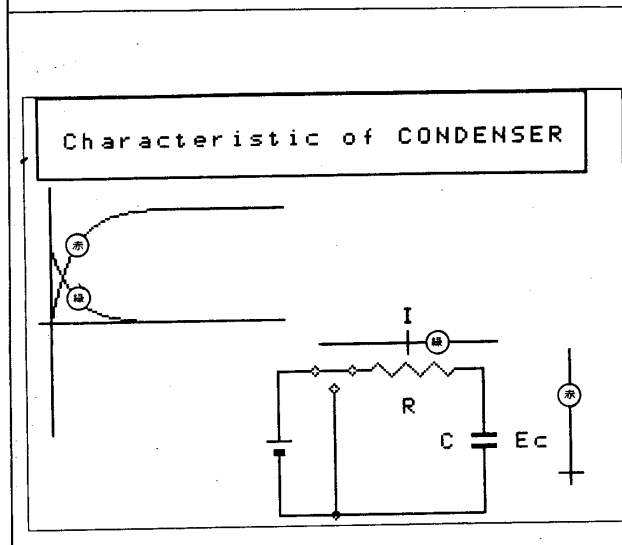 Characteristic of CONDENSER
赤
緑
I
緑
R
赤
C
Ec